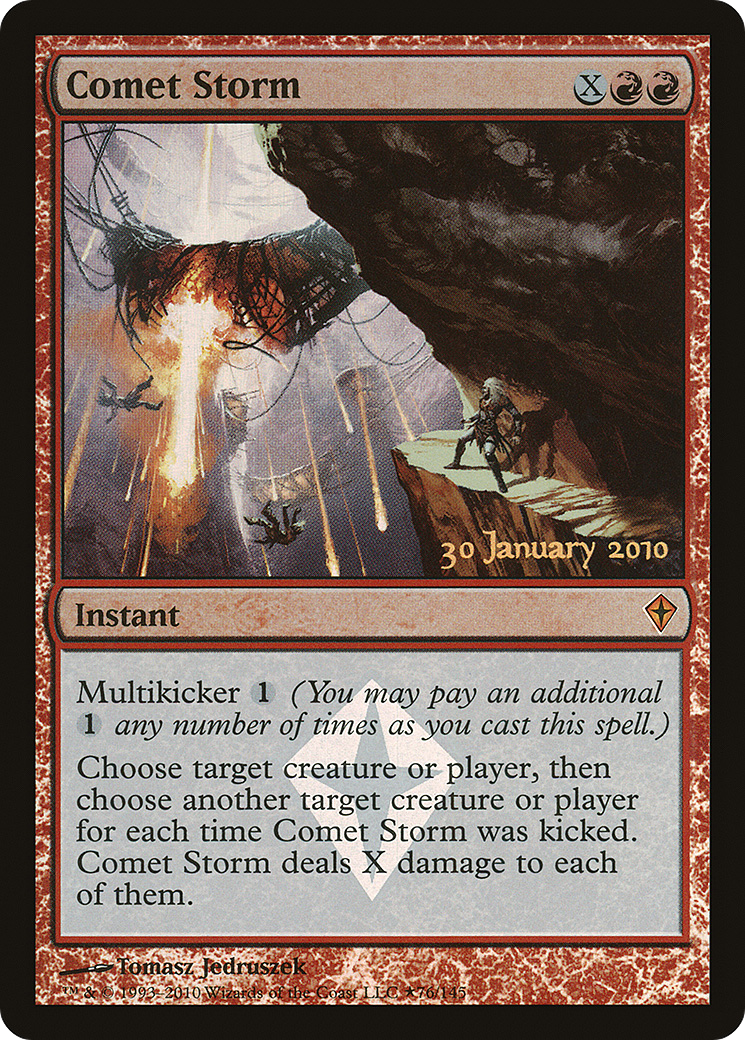 Comet Storm X
30 January 2010
Instant
Multikicker 1 (You may pay an additional
1 any number of times as you cast this spell.)
Choose target creature or player, then
choose another target creature or player
for each time Comet Storm was kicked.
Comet Storm deals X damage to each
of them.
Tomasz Jedruszek
™ & © 1993–2010 Wizards of the Coast LLC ★76/145